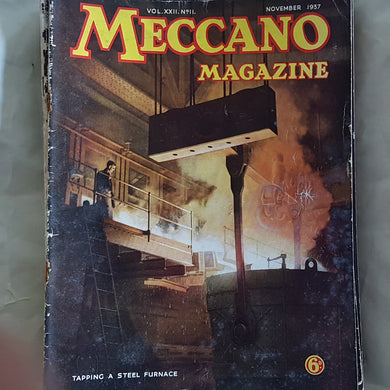 VOL. XXII. Nº 11.
NOVEMBER 1937
MECCANO
MAGAZINE
6D
TAPPING A STEEL FURNACE